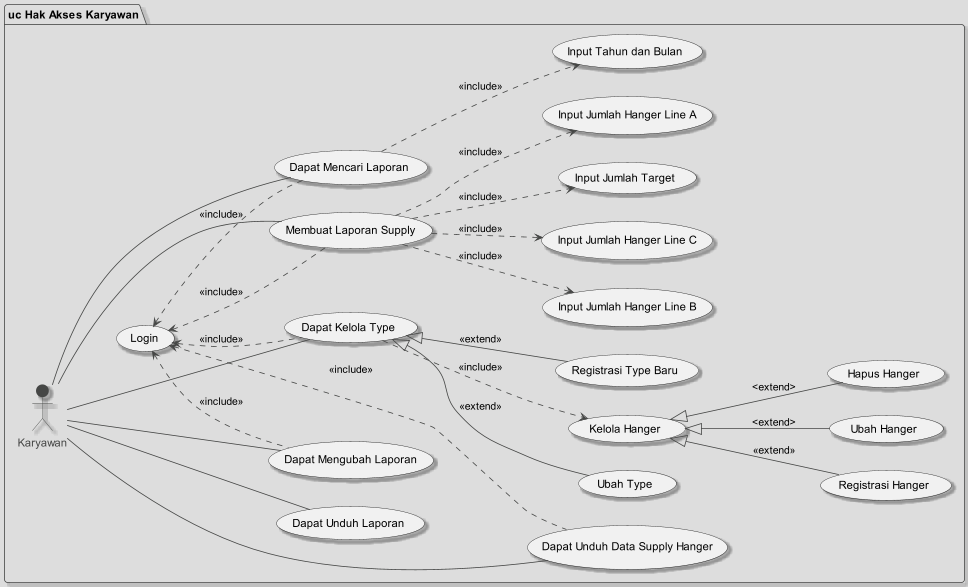 uc Hak Akses Karyawan
Input Tahun dan Bulan
«include»
Input Jumlah Hanger Line A
«include»
Dapat Mencari Laporan
Input Jumlah Target
«include»
«include»
Membuat Laporan Supply
«include»
Input Jumlah Hanger Line C
«include»
«include»
Input Jumlah Hanger Line B
Dapat Kelola Type
Login
«include»
«extend»
«include»
«include»
Registrasi Type Baru
Hapus Hanger
«extend»
«include»
«extend»
Karyawan
Kelola Hanger
«extend»
Ubah Hanger
«extend»
Dapat Mengubah Laporan
Ubah Type
Registrasi Hanger
Dapat Unduh Laporan
Dapat Unduh Data Supply Hanger